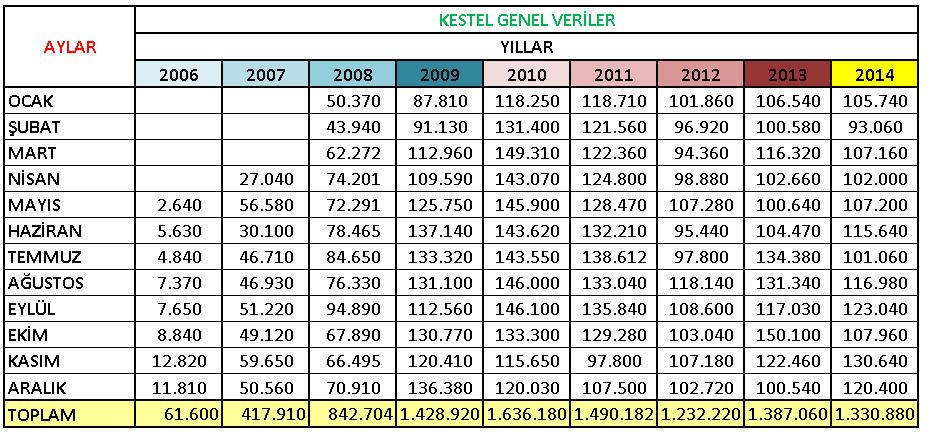 KESTEL GENEL VERİLER
AYLAR
YILLAR
2006 2007 2008 2009 2010 2011 2012 2013 2014
OCAK 50.370 87.810 118.250 118.710 101.860 106.540 105.740
ŞUBAT 43.940 91.130 131.400 121.560 96.920 100.580 93.060
MART 62.272 112.960 149.310 122.360 94.360 116.320 107.160
NİSAN 27.040 74.201 109.590 143.070 124.800 98.880 102.660 102.000
MAYIS 2.640 56.580 72.291 125.750 145.900 128.470 107.280 100.640 107.200
HAZİRAN 5.630 30.100 78.465 137.140 143.620 132.210 95.440 104.470 115.640
TEMMUZ 4.840 46.710 84.650 133.320 143.550 138.612 97.800 134.380 101.060
AĞUSTOS 7.370 46.930 76.330 131.100 146.000 133.040 118.140 131.340 116.980
EYLÜL 7.650 51.220 94.890 112.560 146.100 135.840 108.600 117.030 123.040
EKİM 8.840 49.120 67.890 130.770 133.300 129.280 103.040 150.100 107.960
KASIM 12.820 59.650 66.495 120.410 115.650 97.800 107.180 122.460 130.640
ARALIK 11.810 50.560 70.910 136.380 120.030 107.500 102.720 100.540 120.400
TOPLAM 61.600 417.910 842.704 1.428.920 1.636.180 1.490.182 1.232.220 1.387.060 1.330.880